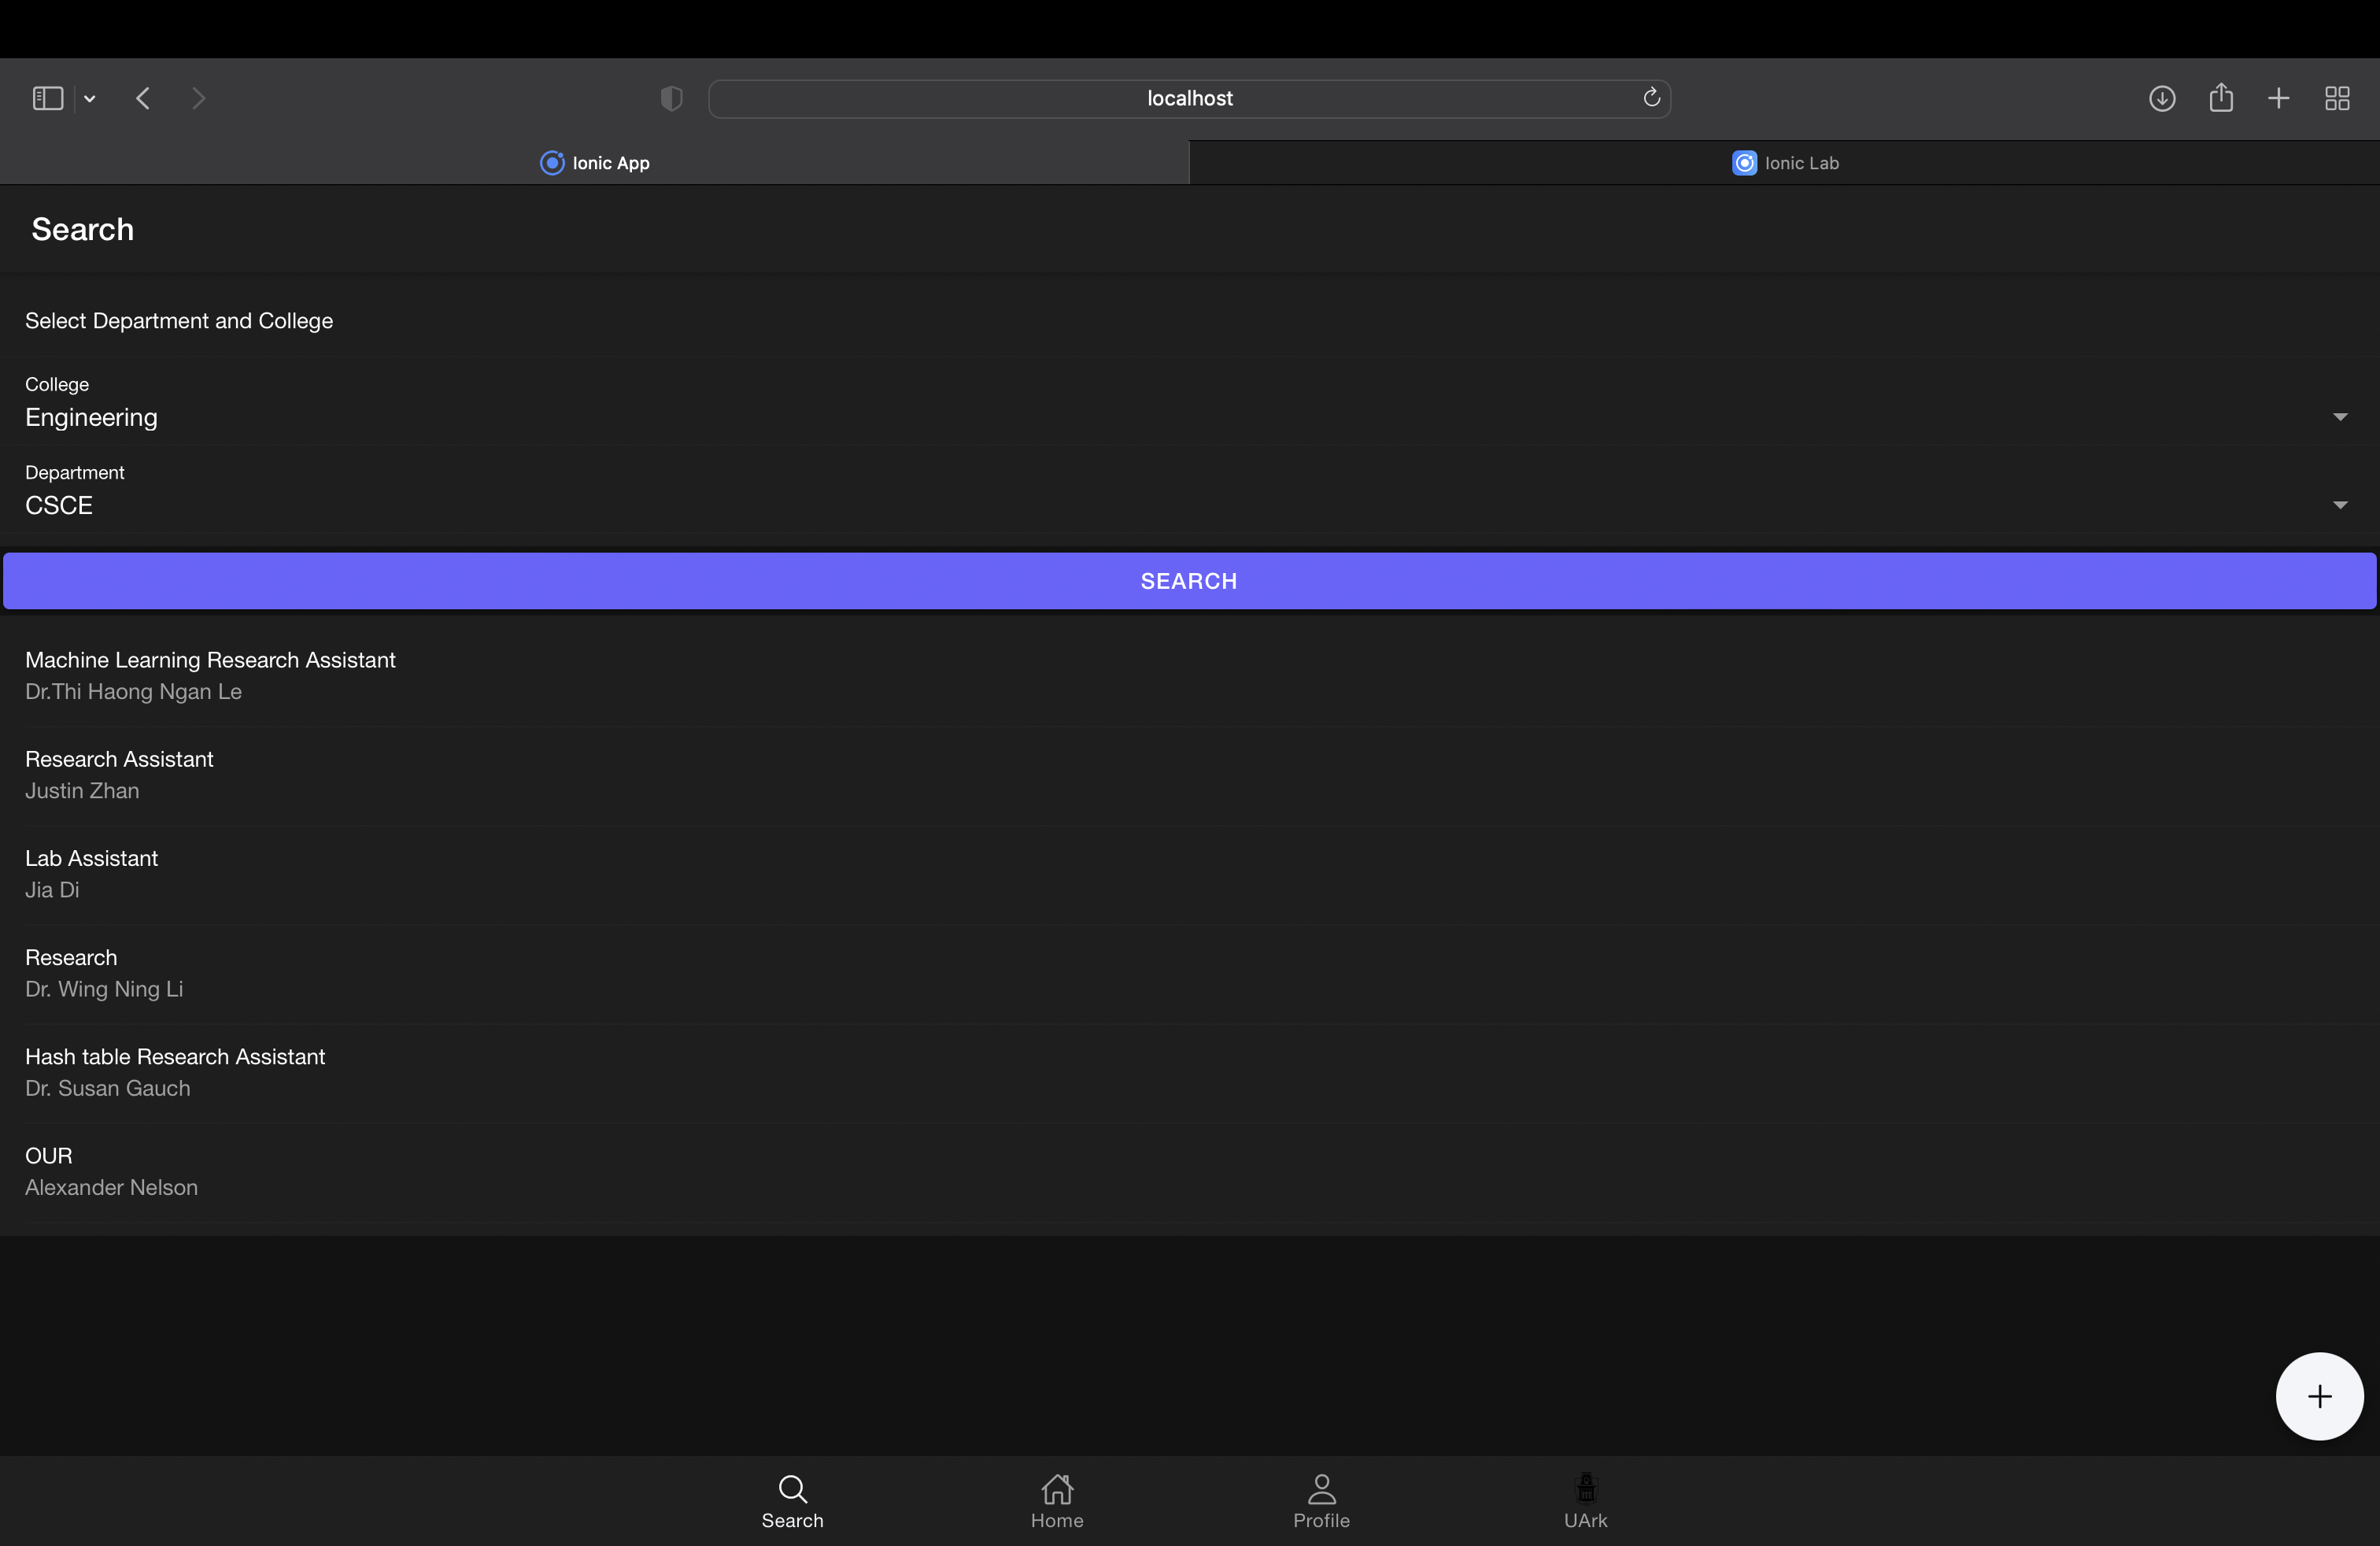 localhost
Ionic App
Ionic Lab
Search
Select Department and College
College
Engineering
Department
CSCE
SEARCH
Machine Learning Research Assistant
Dr.Thi Haong Ngan Le
Research Assistant
Justin Zhan
Lab Assistant
Jia Di
Research
Dr. Wing Ning Li
Hash table Research Assistant
Dr. Susan Gauch
OUR
Alexander Nelson
Search
Home
Profile
UArk